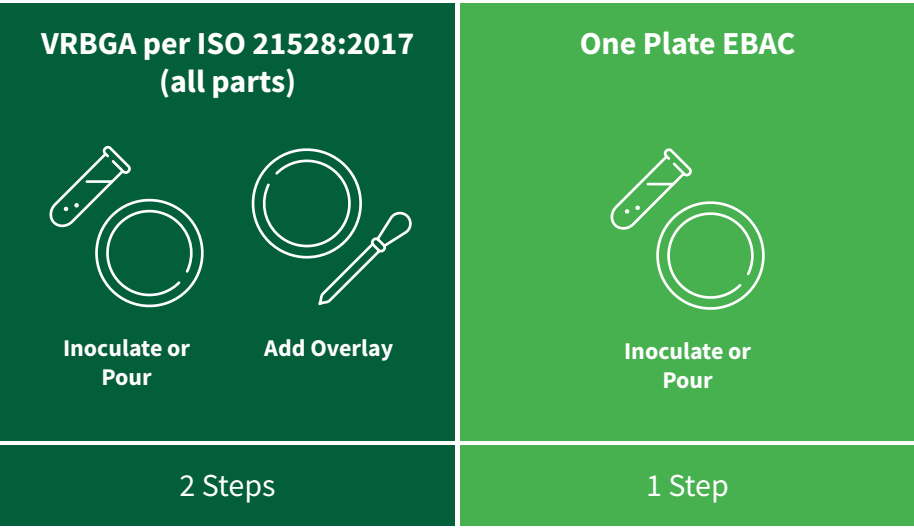 VRBGA per ISO 21528:2017
(all parts)
Inoculate or
Pour
Add Overlay
2 Steps
One Plate EBAC
Inoculate or
Pour
1 Step